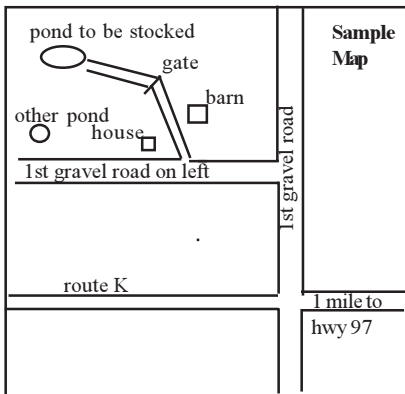 pond to be stocked
Sample
Map
gate
barn
other pond
house
1st gravel road on left
1st gravel road
route K
1 mile to
hwy 97